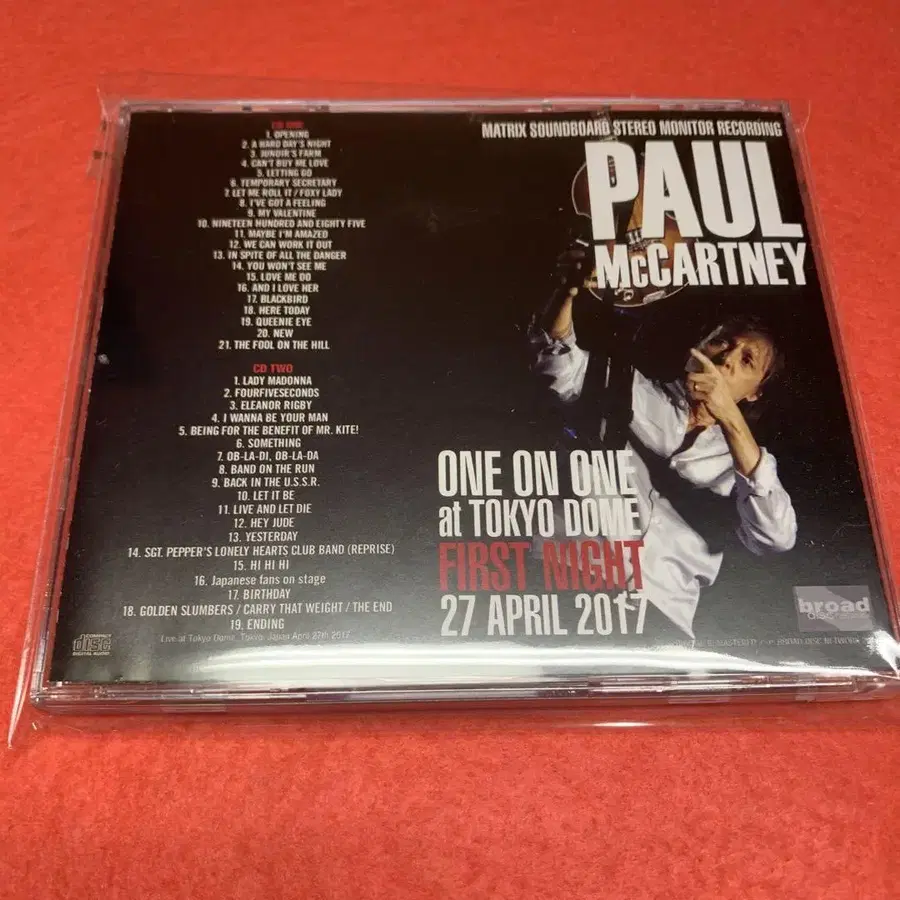 CD ONE
1. OPENING
2. A HARD DAY'S NIGHT
3. JUNIOR'S FARM
4. CAN'T BUY ME LOVE
5. LETTING GO
6. TEMPORARY SECRETARY
7. LET ME ROLL IT / FOXY LADY
8. I'VE GOT A FEELING
9. MY VALENTINE
10. NINETEEN HUNDRED AND EIGHTY FIVE
11. MAYBE I'M AMAZED
12. WE CAN WORK IT OUT
13. IN SPITE OF ALL THE DANGER
14. YOU WON'T SEE ME
15. LOVE ME DO
16. AND I LOVE HER
17. BLACKBIRD
18. HERE TODAY
19. QUEENIE EYE
20. NEW
21. THE FOOL ON THE HILL
CD TWO
1. LADY MADONNA
2. FOURFIVESECONDS
3. ELEANOR RIGBY
4. I WANNA BE YOUR MAN
5. BEING FOR THE BENEFIT OF MR. KITE!
6. SOMETHING
7. OB-LA-DI, OB-LA-DA
8. BAND ON THE RUN
9. BACK IN THE U.S.S.R.
10. LET IT BE
11. LIVE AND LET DIE
12. HEY JUDE
13. YESTERDAY
14. SGT. PEPPER'S LONELY HEARTS CLUB BAND (REPRISE)
15. HI HI HI
16. Japanese fans on stage
17. BIRTHDAY
18. GOLDEN SLUMBERS / CARRY THAT WEIGHT / THE END
19. ENDING
Live at Tokyo Dome, Tokyo, Japan April 27th 2017
COMPACT
disc
DIGITAL AUDIO
MATRIX SOUNDBOARD STEREO MONITOR RECORDING
PAUL
McCARTNEY
ONE ON ONE
at TOKYO DOME
FIRST NIGHT
27 APRIL 2017
broad
disc